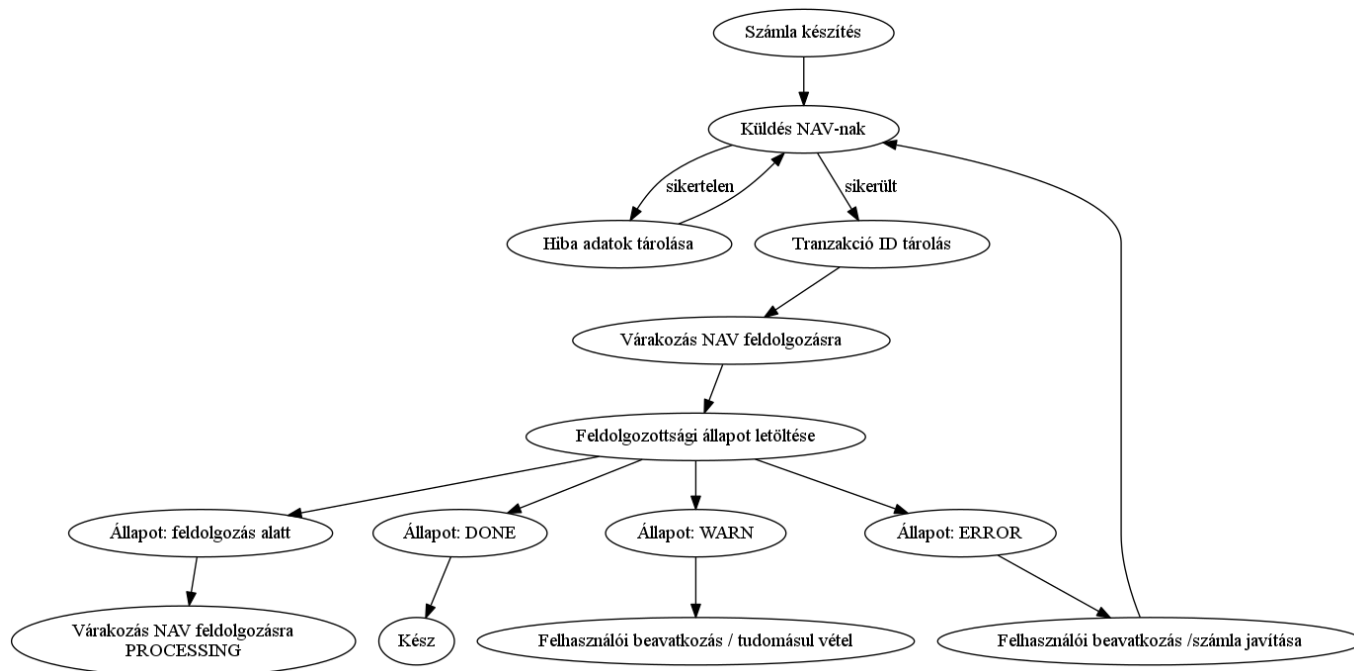 Számla készítés
Küldés NAV-nak
sikertelen
sikerült
Hiba adatok tárolása
Tranzakció ID tárolás
Várakozás NAV feldolgozásra
Feldolgozottsági állapot letöltése
Állapot: feldolgozás alatt
Állapot: DONE
Állapot: WARN
Állapot: ERROR
Várakozás NAV feldolgozásra
PROCESSING
Kész
Felhasználói beavatkozás / tudomásul vétel
Felhasználói beavatkozás /számla javítása